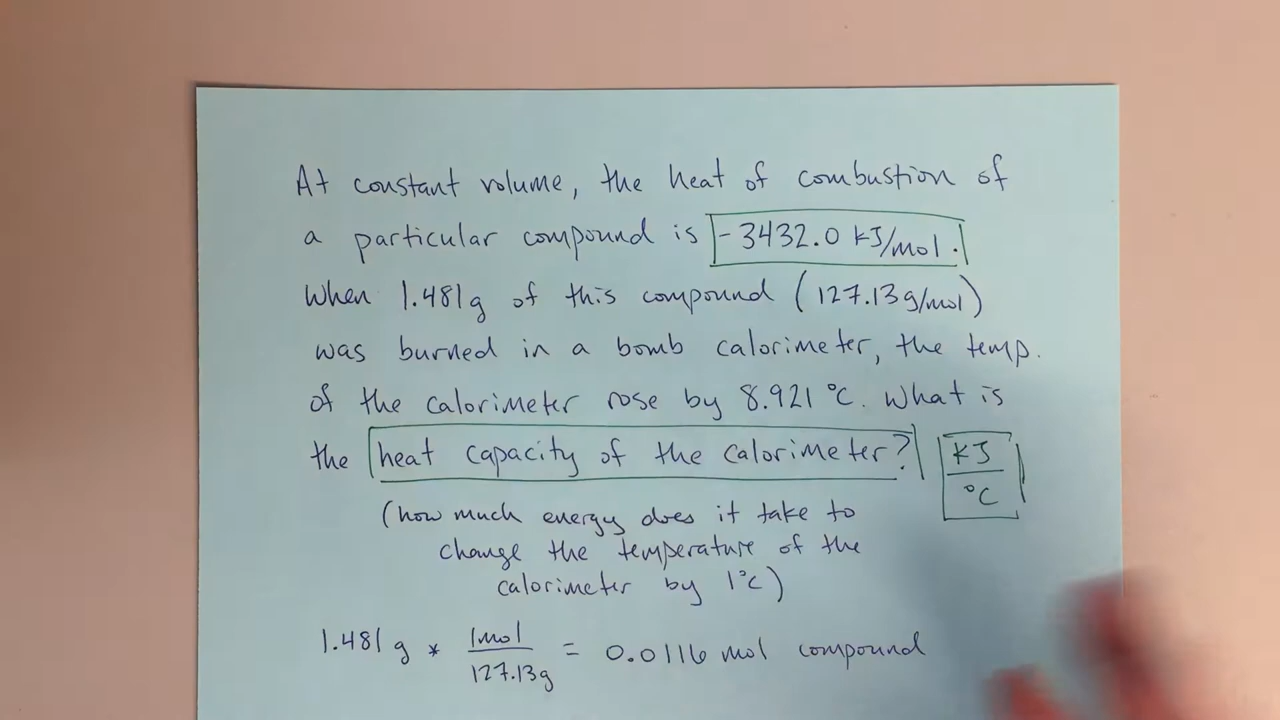 At constant volume, the heat of combustion of
a particular compound is -3432.0 kJ/mol.
When 1.481g of this compound (127.13g/mol)
was burned in a bomb calorimeter, the temp.
of the calorimeter rose by 8.921 °C. What is
the heat capacity of the calorimeter? kJ/°C
(how much energy does it take to
change the temperature of the
calorimeter by 1°C)
1.481 g * 1mol/127.13g = 0.0116 mol compound